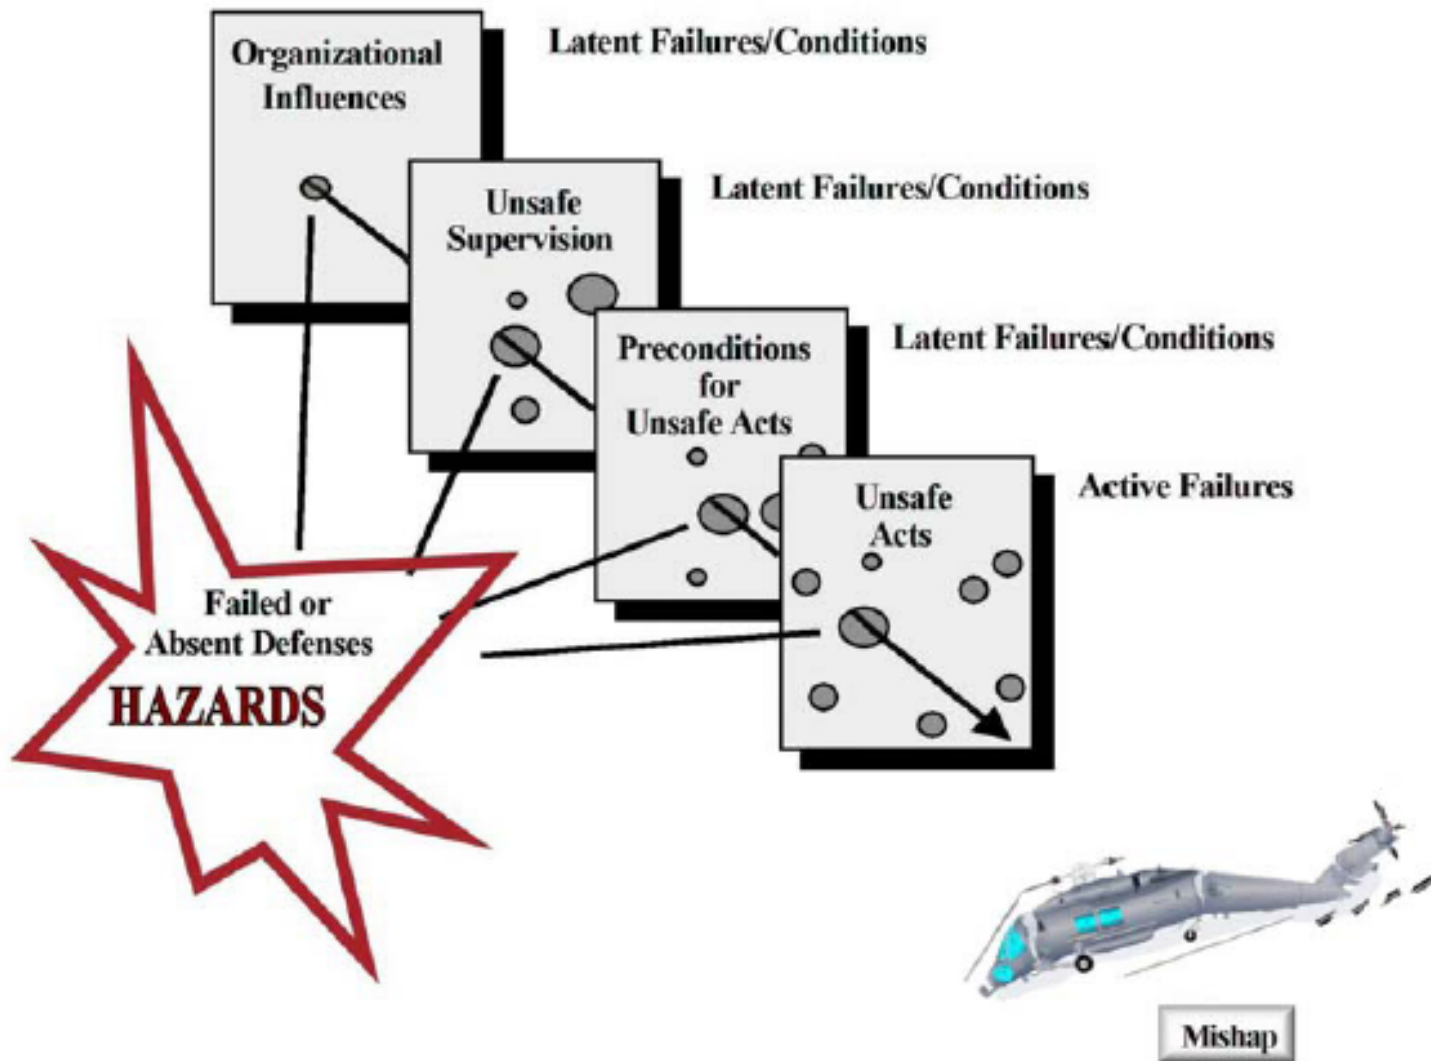 Organizational
Influences
Latent Failures/Conditions
Unsafe
Supervision
Latent Failures/Conditions
Preconditions
for
Unsafe Acts
Latent Failures/Conditions
Unsafe
Acts
Active Failures
Failed or
Absent Defenses
HAZARDS
Mishap